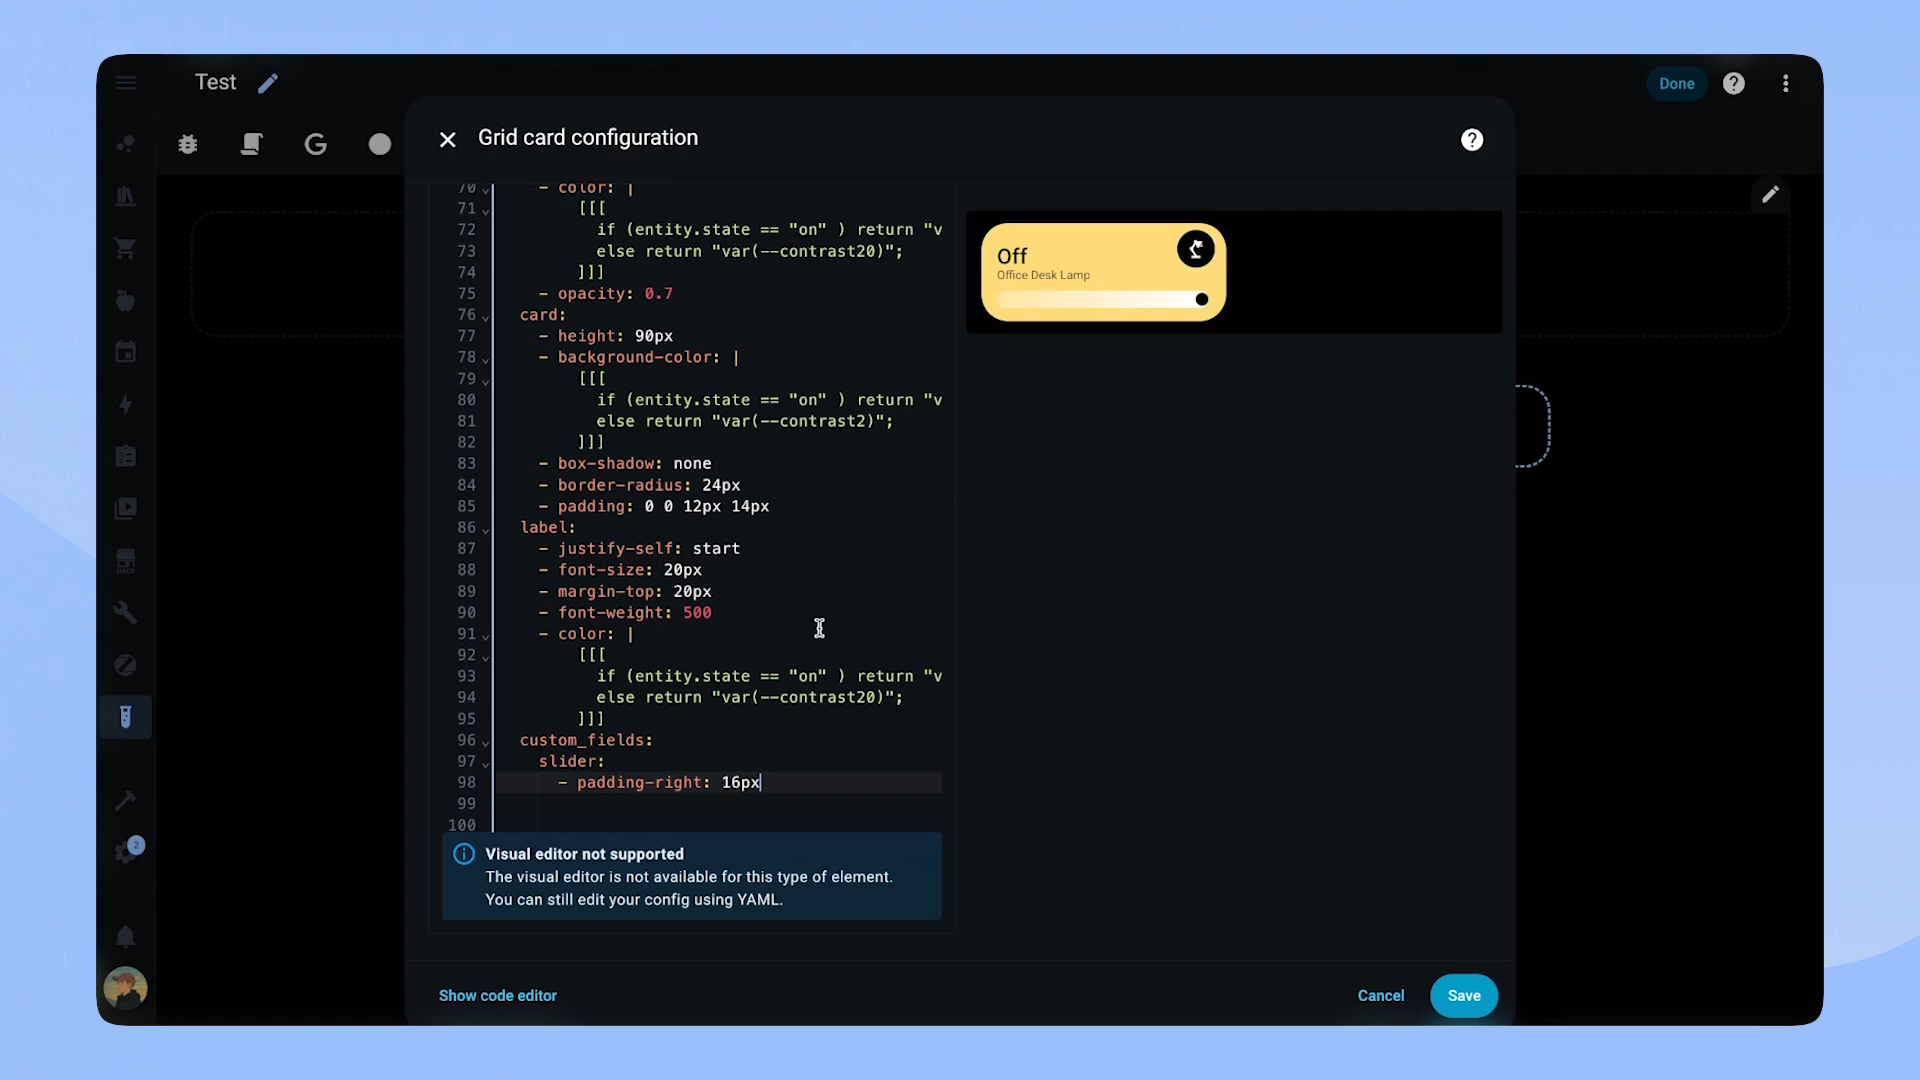 Test
Done
Grid card configuration
70 - color: |
71 [[[
72 if (entity.state == "on" ) return "v
73 else return "var(--contrast20)";
74 ]]]
75 - opacity: 0.7
76 card:
77 - height: 90px
78 - background-color: |
79 [[[
80 if (entity.state == "on" ) return "v
81 else return "var(--contrast2)";
82 ]]]
83 - box-shadow: none
84 - border-radius: 24px
85 - padding: 0 0 12px 14px
86 label:
87 - justify-self: start
88 - font-size: 20px
89 - margin-top: 20px
90 - font-weight: 500
91 - color: |
92 [[[
93 if (entity.state == "on" ) return "v
94 else return "var(--contrast20)";
95 ]]]
96 custom_fields:
97 slider:
98 - padding-right: 16px
99
100
Off
Office Desk Lamp
Visual editor not supported
The visual editor is not available for this type of element.
You can still edit your config using YAML.
HACS
2
Show code editor
Cancel
Save